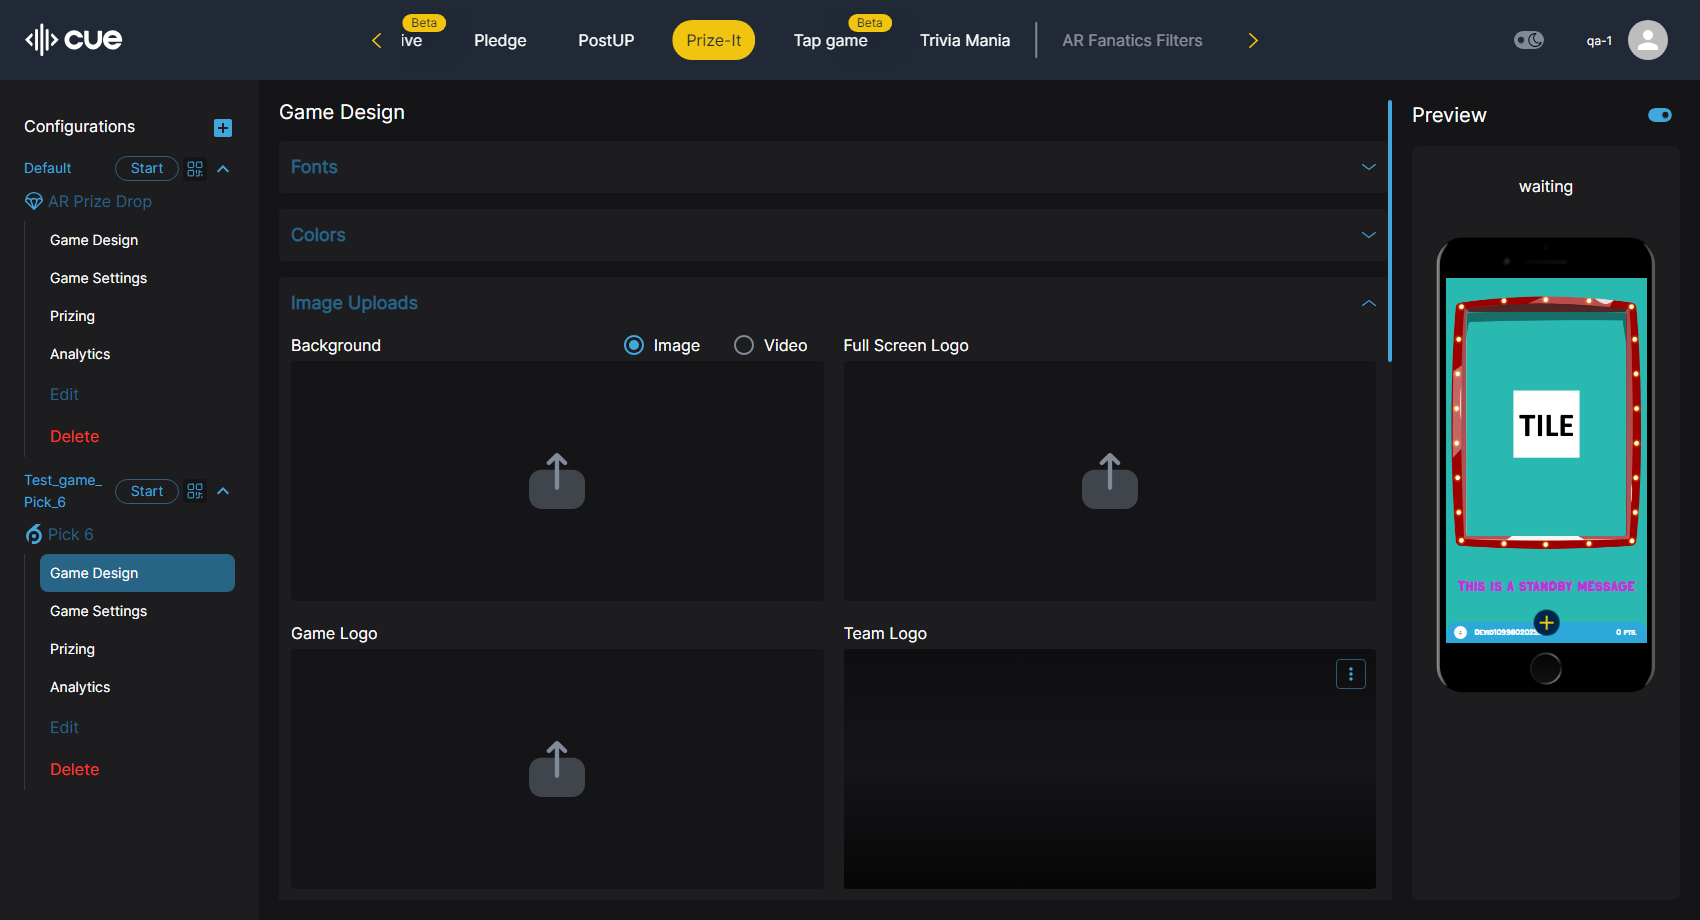 cue
Beta
ive
Pledge
PostUP
Prize-It
Beta
Tap game
Trivia Mania
AR Fanatics Filters
qa-1
Configurations
Default
Start
AR Prize Drop
Game Design
Game Settings
Prizing
Analytics
Edit
Delete
Test_game_
Pick_6
Start
Pick 6
Game Design
Game Settings
Prizing
Analytics
Edit
Delete
Game Design
Fonts
Colors
Image Uploads
Background
Image
Video
Full Screen Logo
Game Logo
Team Logo
Preview
waiting
TILE
This is a standby message
0 PTS.